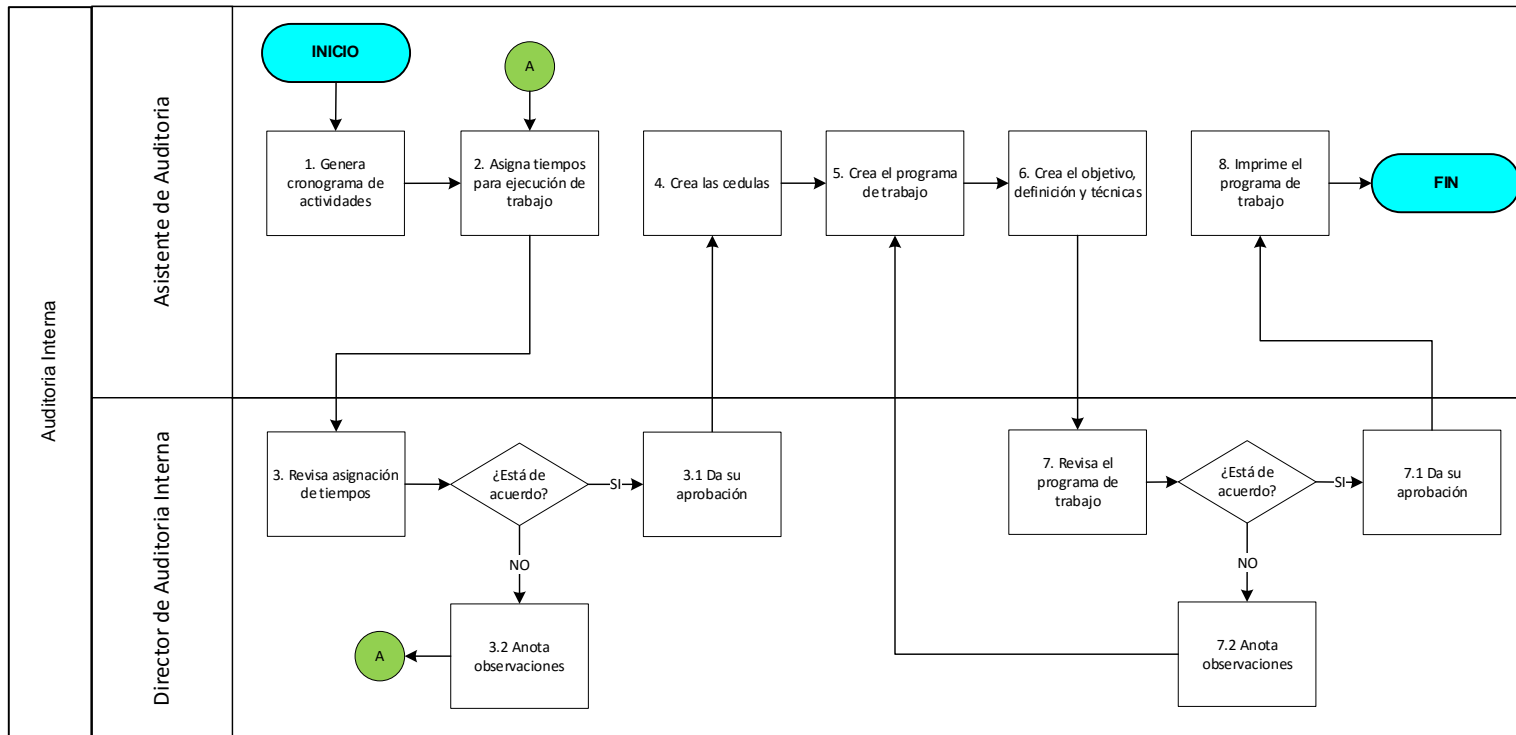 Auditoria Interna
Asistente de Auditoria
INICIO
A
1. Genera
cronograma de
actividades
2. Asigna tiempos
para ejecución de
trabajo
4. Crea las cedulas
5. Crea el programa
de trabajo
6. Crea el objetivo,
definición y técnicas
8. Imprime el
programa de
trabajo
FIN
Director de Auditoria Interna
3. Revisa asignación
de tiempos
¿Está de
acuerdo?
SI
3.1 Da su
aprobación
NO
3.2 Anota
observaciones
A
7. Revisa el
programa de
trabajo
¿Está de
acuerdo?
SI
7.1 Da su
aprobación
NO
7.2 Anota
observaciones